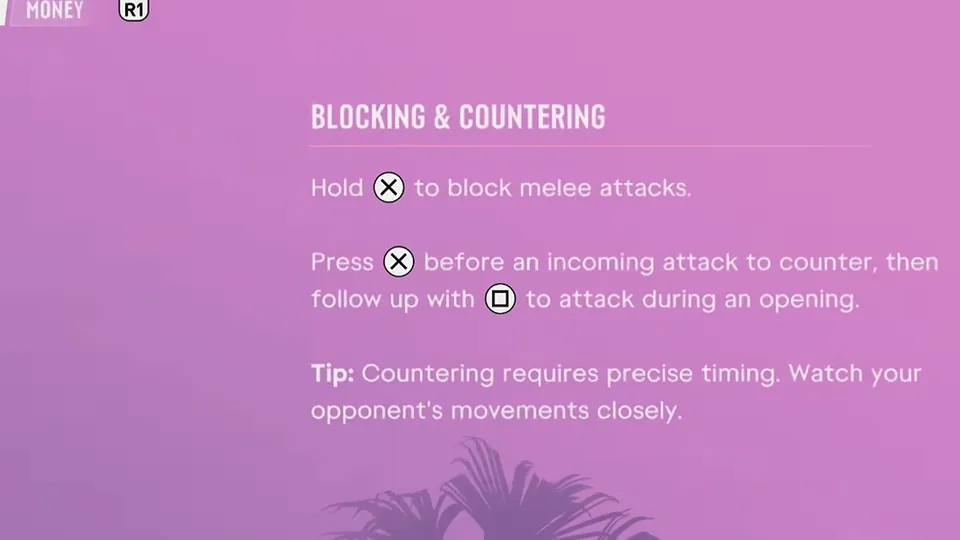 MONEY R1
BLOCKING & COUNTERING
Hold ⓧ to block melee attacks.
Press ⓧ before an incoming attack to counter, then
follow up with □ to attack during an opening.
Tip: Countering requires precise timing. Watch your
opponent's movements closely.